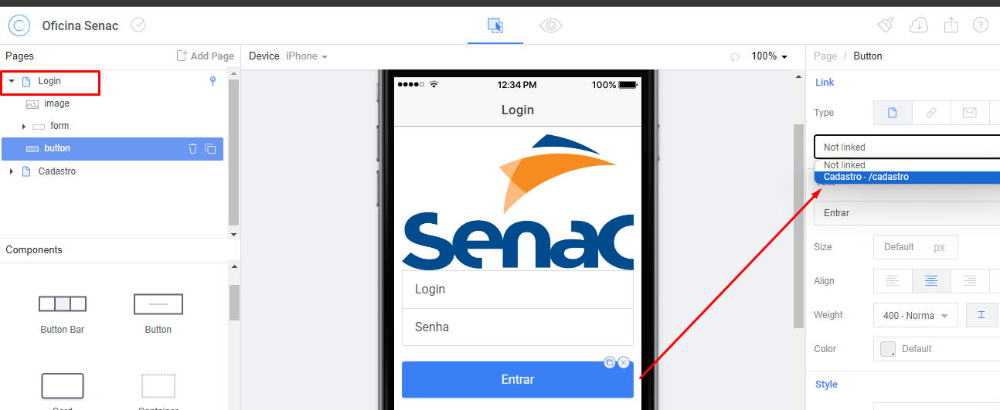 Oficina Senac
Pages
Add Page
Login
image
form
button
Cadastro
Components
Button Bar
Button
Card
Container
Device iPhone
100%
12:34 PM
100%
Login
Senac
Login
Senha
Entrar
Page / Button
Link
Type
Not linked
Not linked
Cadastro - /cadastro
Text
Entrar
Size
Default px
Align
Weight
400 - Norma
Color
Default
Style